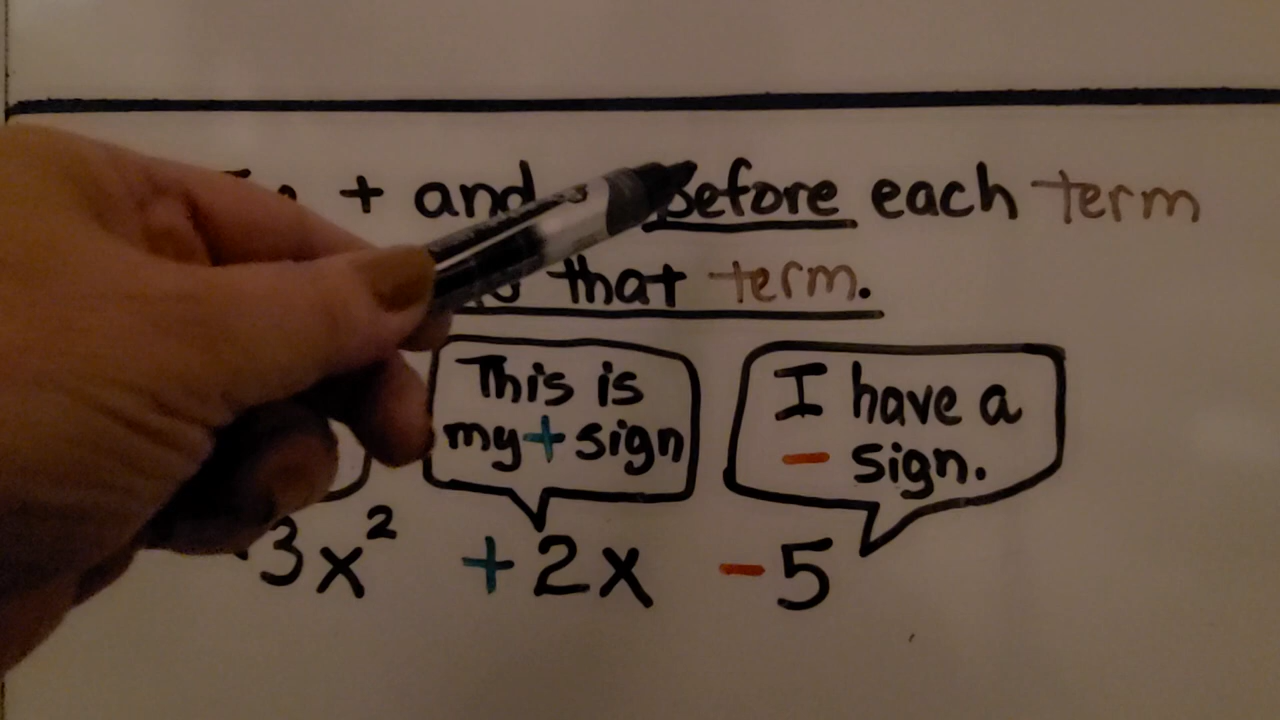 + and Before each term
that term.
This is
my + sign
I have a
- sign.
3x² + 2x - 5